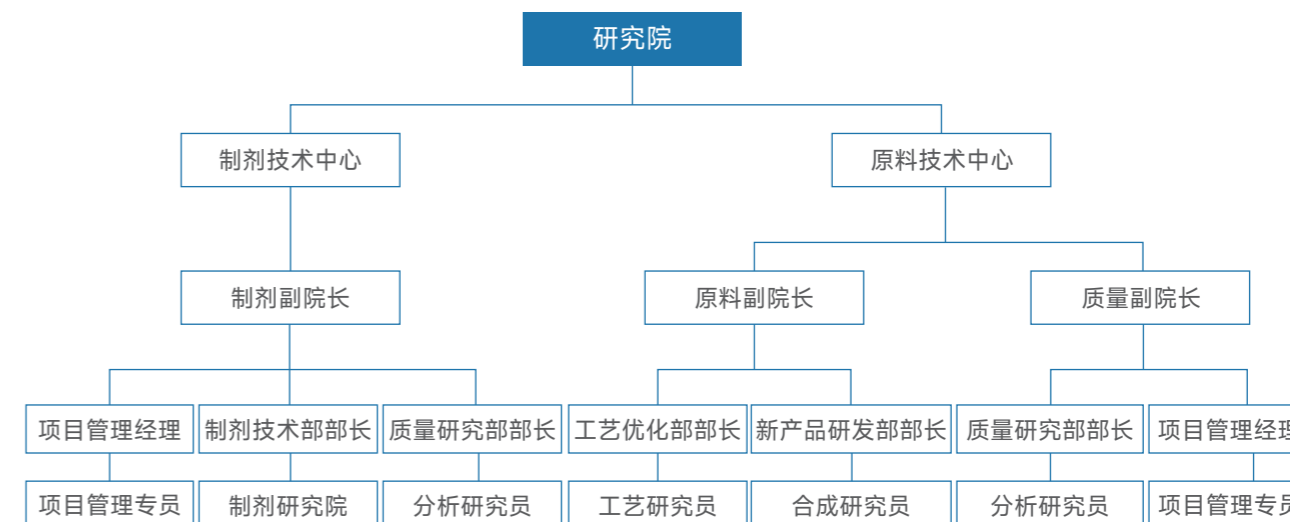 研究院
制剂技术中心
原料技术中心
制剂副院长
原料副院长
质量副院长
项目管理经理
制剂技术部部长
质量研究部部长
工艺优化部部长
新产品研发部部长
质量研究部部长
项目管理经理
项目管理专员
制剂研究院
分析研究员
工艺研究员
合成研究员
分析研究员
项目管理专员